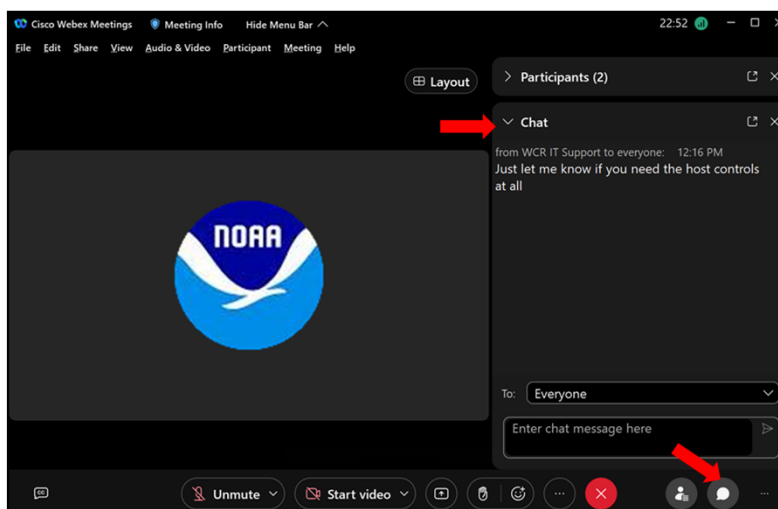 Cisco Webex Meetings Meeting Info Hide Menu Bar 22:52
File Edit Share View Audio & Video Participant Meeting Help
Layout
Participants (2)
Chat
from WCR IT Support to everyone: 12:16 PM
Just let me know if you need the host controls
at all
NOAA
To: Everyone
Enter chat message here
CC Unmute Start video